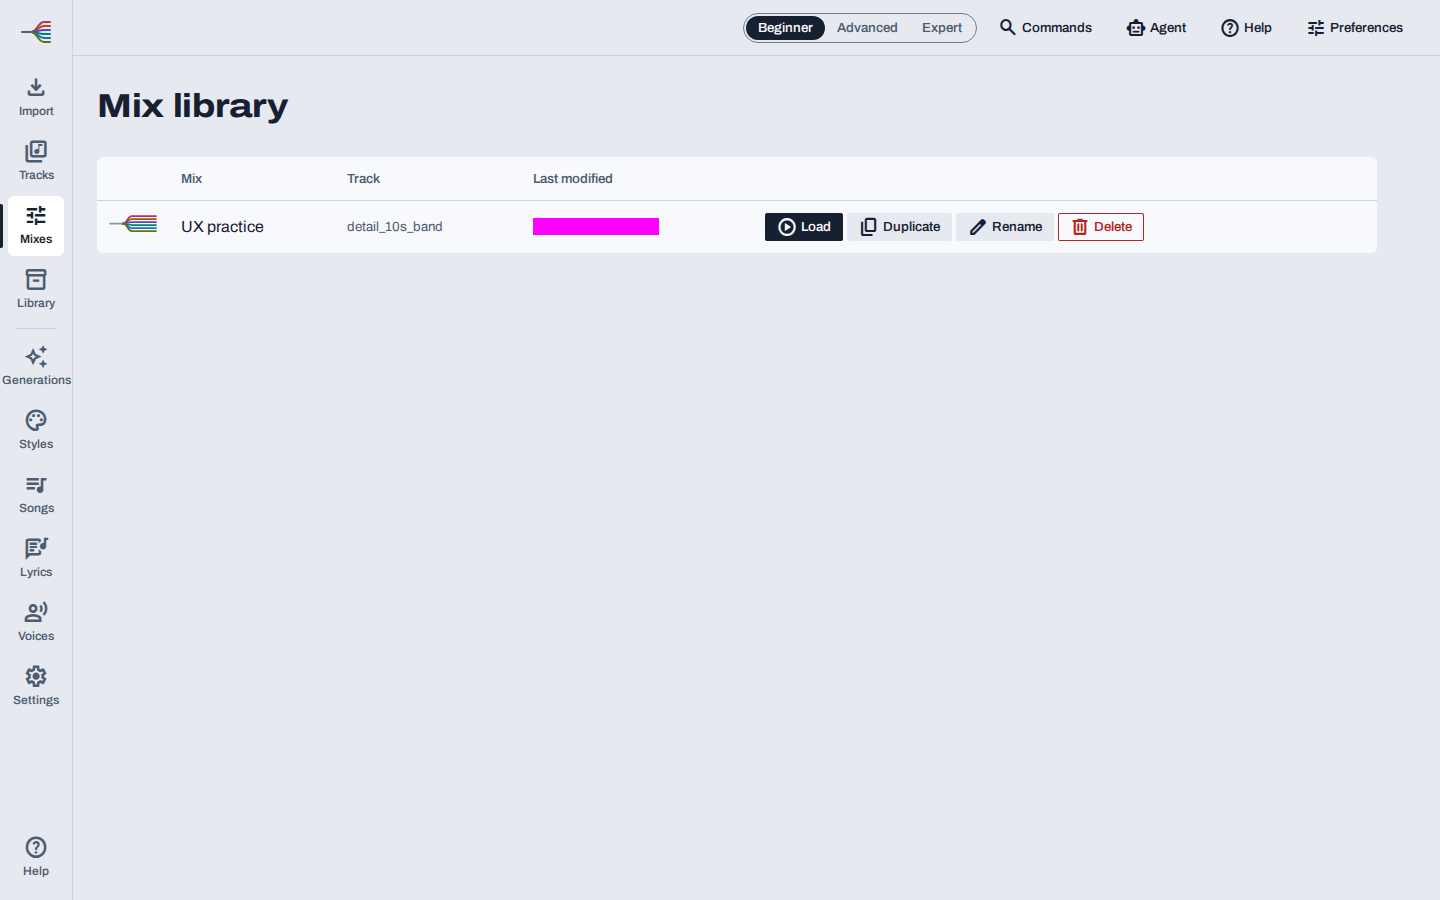 Beginner Advanced Expert Commands Agent Help Preferences
Import
Tracks
Mixes
Library
Generations
Styles
Songs
Lyrics
Voices
Settings
Help
Mix library
Mix Track Last modified
UX practice detail_10s_band Load Duplicate Rename Delete